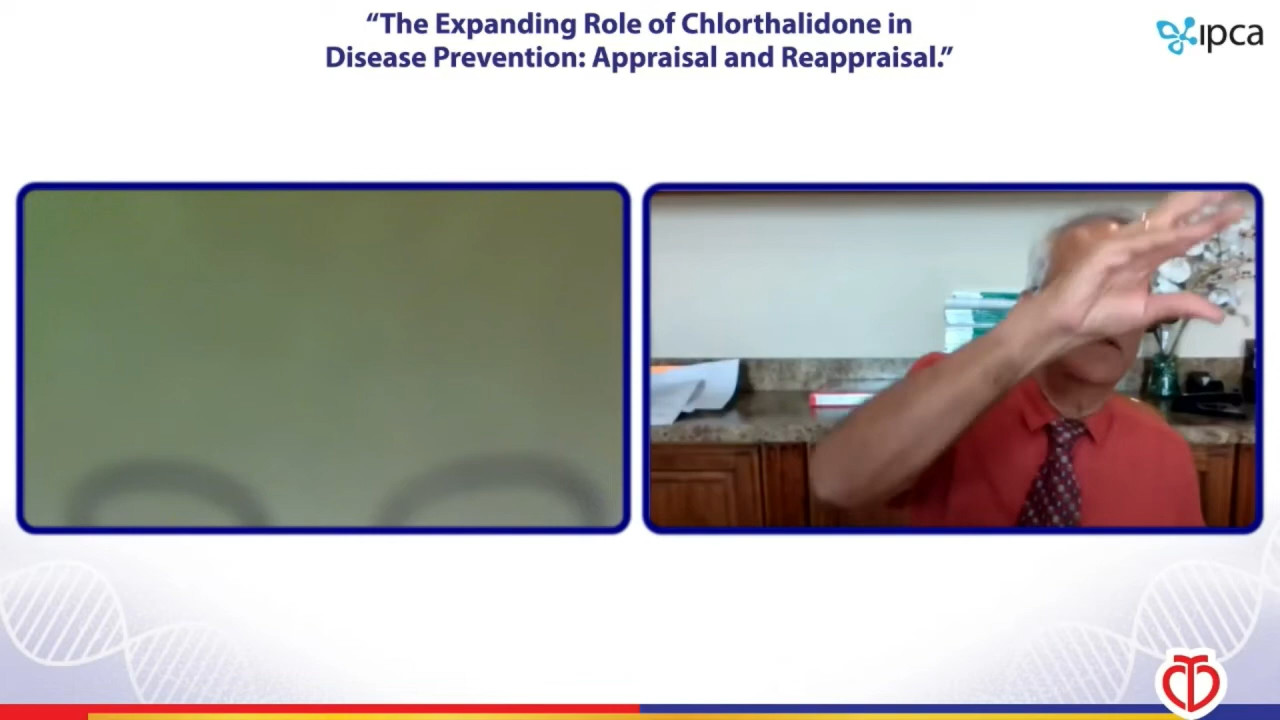 “The Expanding Role of Chlorthalidone in
Disease Prevention: Appraisal and Reappraisal.”
ipca